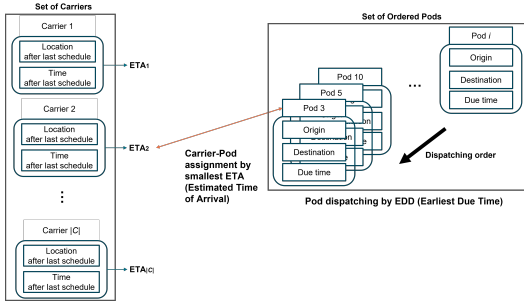 Set of Carriers
Carrier 1
Location
after last schedule
Time
after last schedule
ETA1
Carrier 2
Location
after last schedule
Time
after last schedule
ETA2
⋮
Carrier |C|
Location
after last schedule
Time
after last schedule
ETA|C|
Carrier-Pod
assignment by
smallest ETA
(Estimated Time
of Arrival)
Set of Ordered Pods
Pod i
Origin
Destination
Due time
...
Pod 10
Pod 5
Pod 3
Origin
Destination
Due time
Dispatching order
Pod dispatching by EDD (Earliest Due Time)